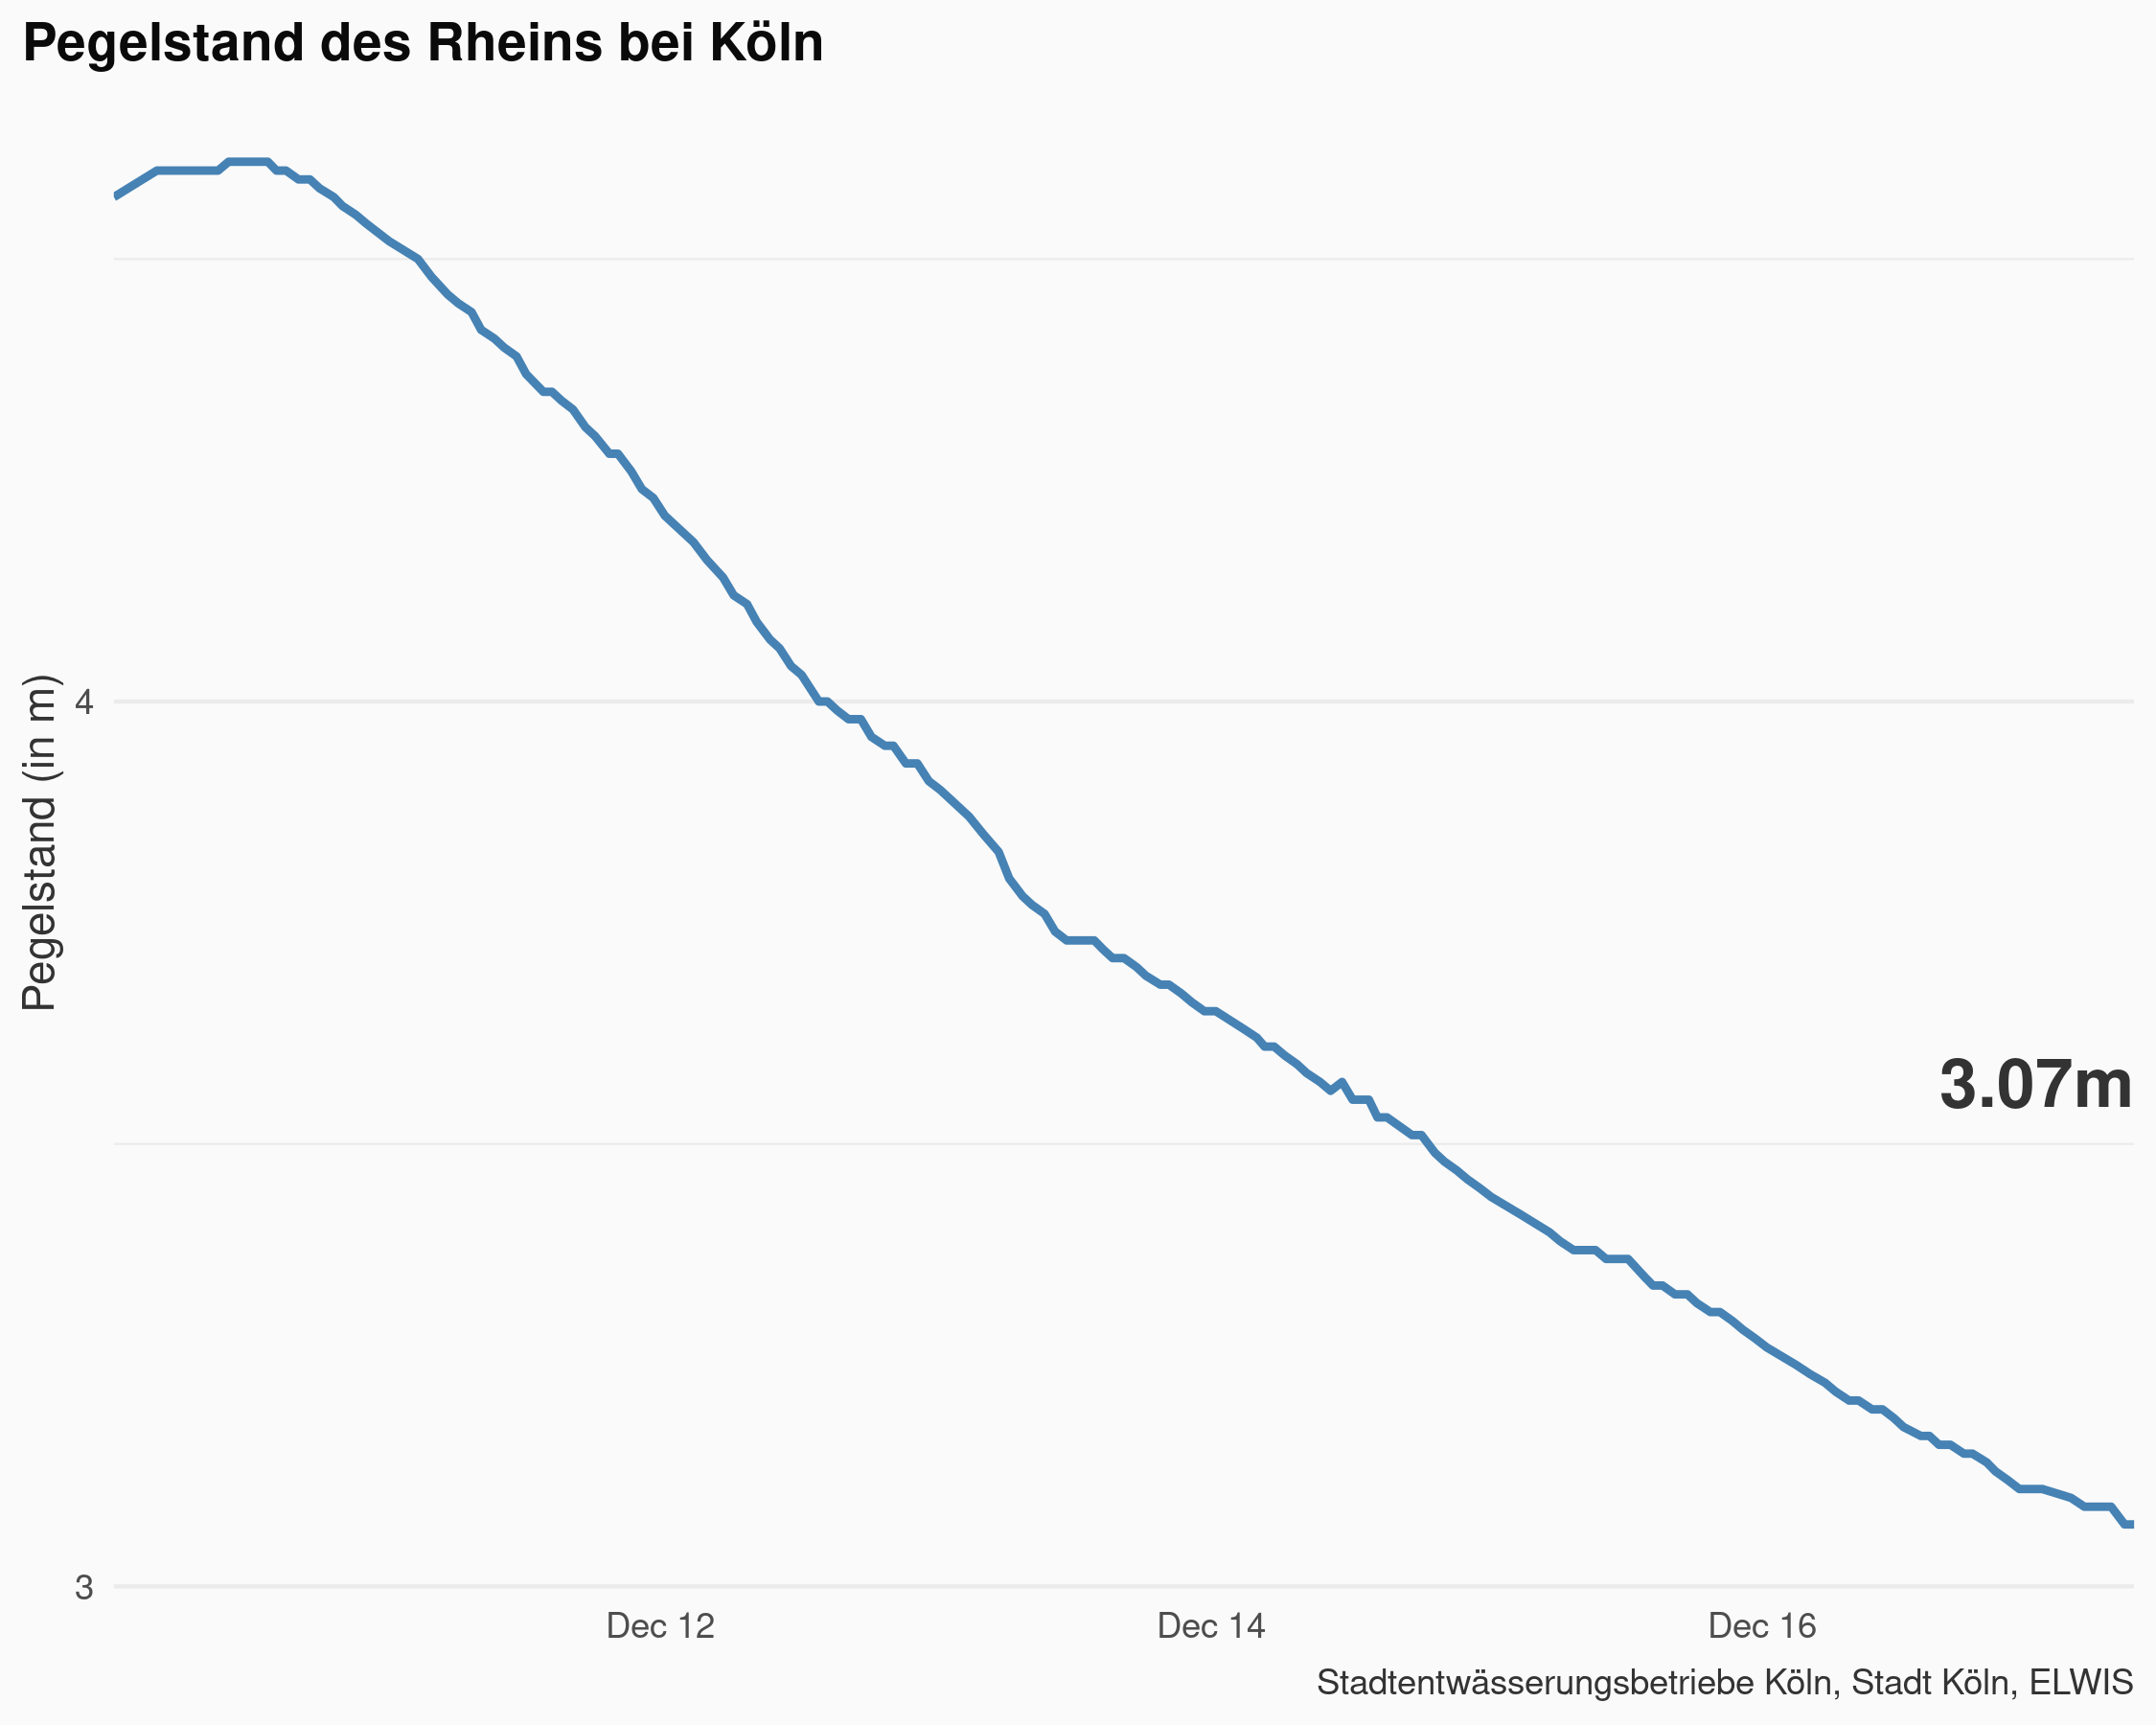 Pegelstand des Rheins bei Köln
Pegelstand (in m)
4
3
3.07m
Dec 12
Dec 14
Dec 16
Stadtentwässerungsbetriebe Köln, Stadt Köln, ELWIS